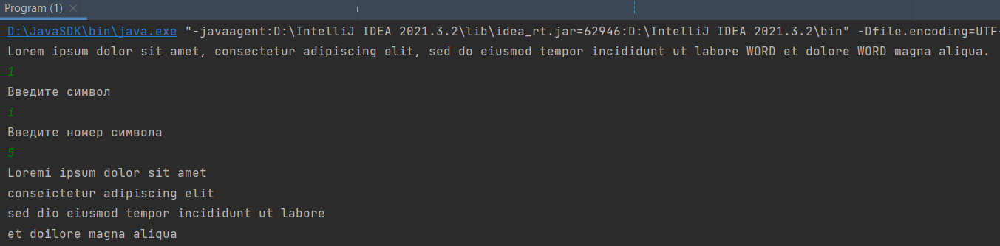 Program (1) ×
D:\JavaSDK\bin\java.exe "-javaagent:D:\IntelliJ IDEA 2021.3.2\lib\idea_rt.jar=62946:D:\IntelliJ IDEA 2021.3.2\bin" -Dfile.encoding=UTF-
Lorem ipsum dolor sit amet, consectetur adipiscing elit, sed do eiusmod tempor incididunt ut labore WORD et dolore WORD magna aliqua.
1
Введите символ
i
Введите номер символа
5
Loremi ipsum dolor sit amet
conseictetur adipiscing elit
sed dio eiusmod tempor incididunt ut labore
et doilore magna aliqua